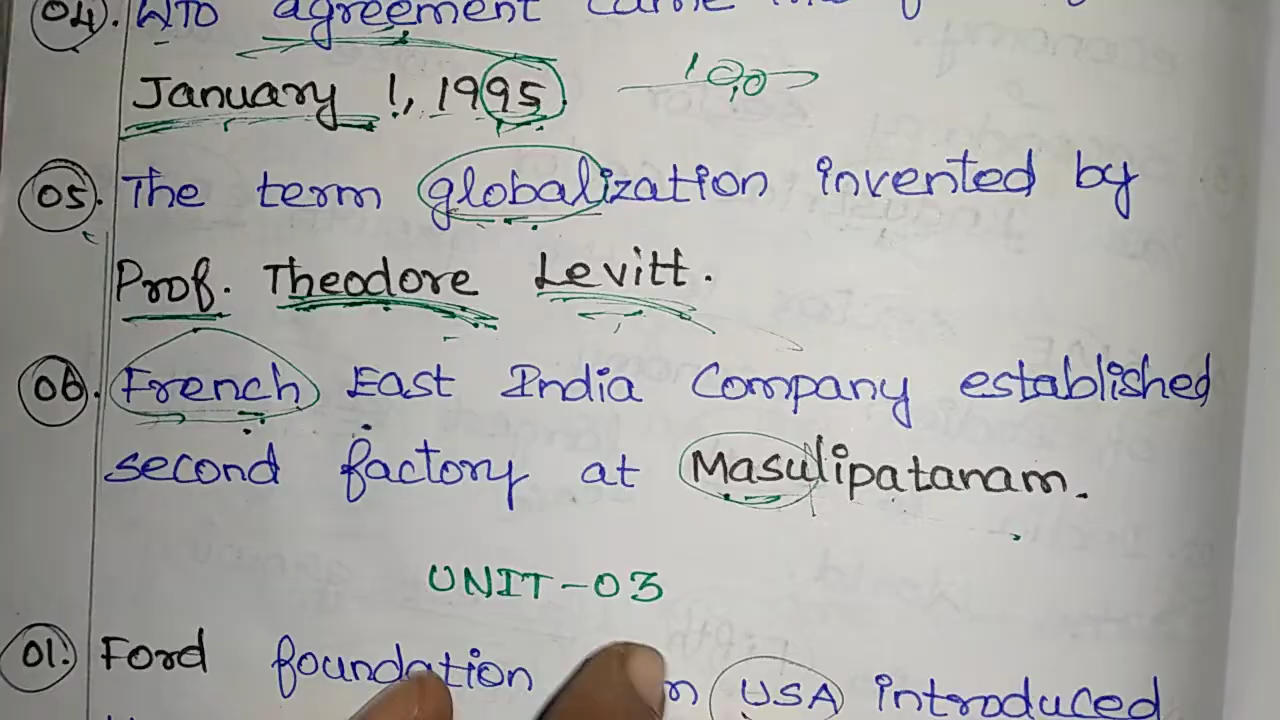 04. WTO agreement came
January 1, 1995.
05. The term globalization invented by
Prof. Theodore Levitt.
06. French East India Company established
second factory at Masulipatanam.
UNIT-03
01. Ford foundation USA introduced